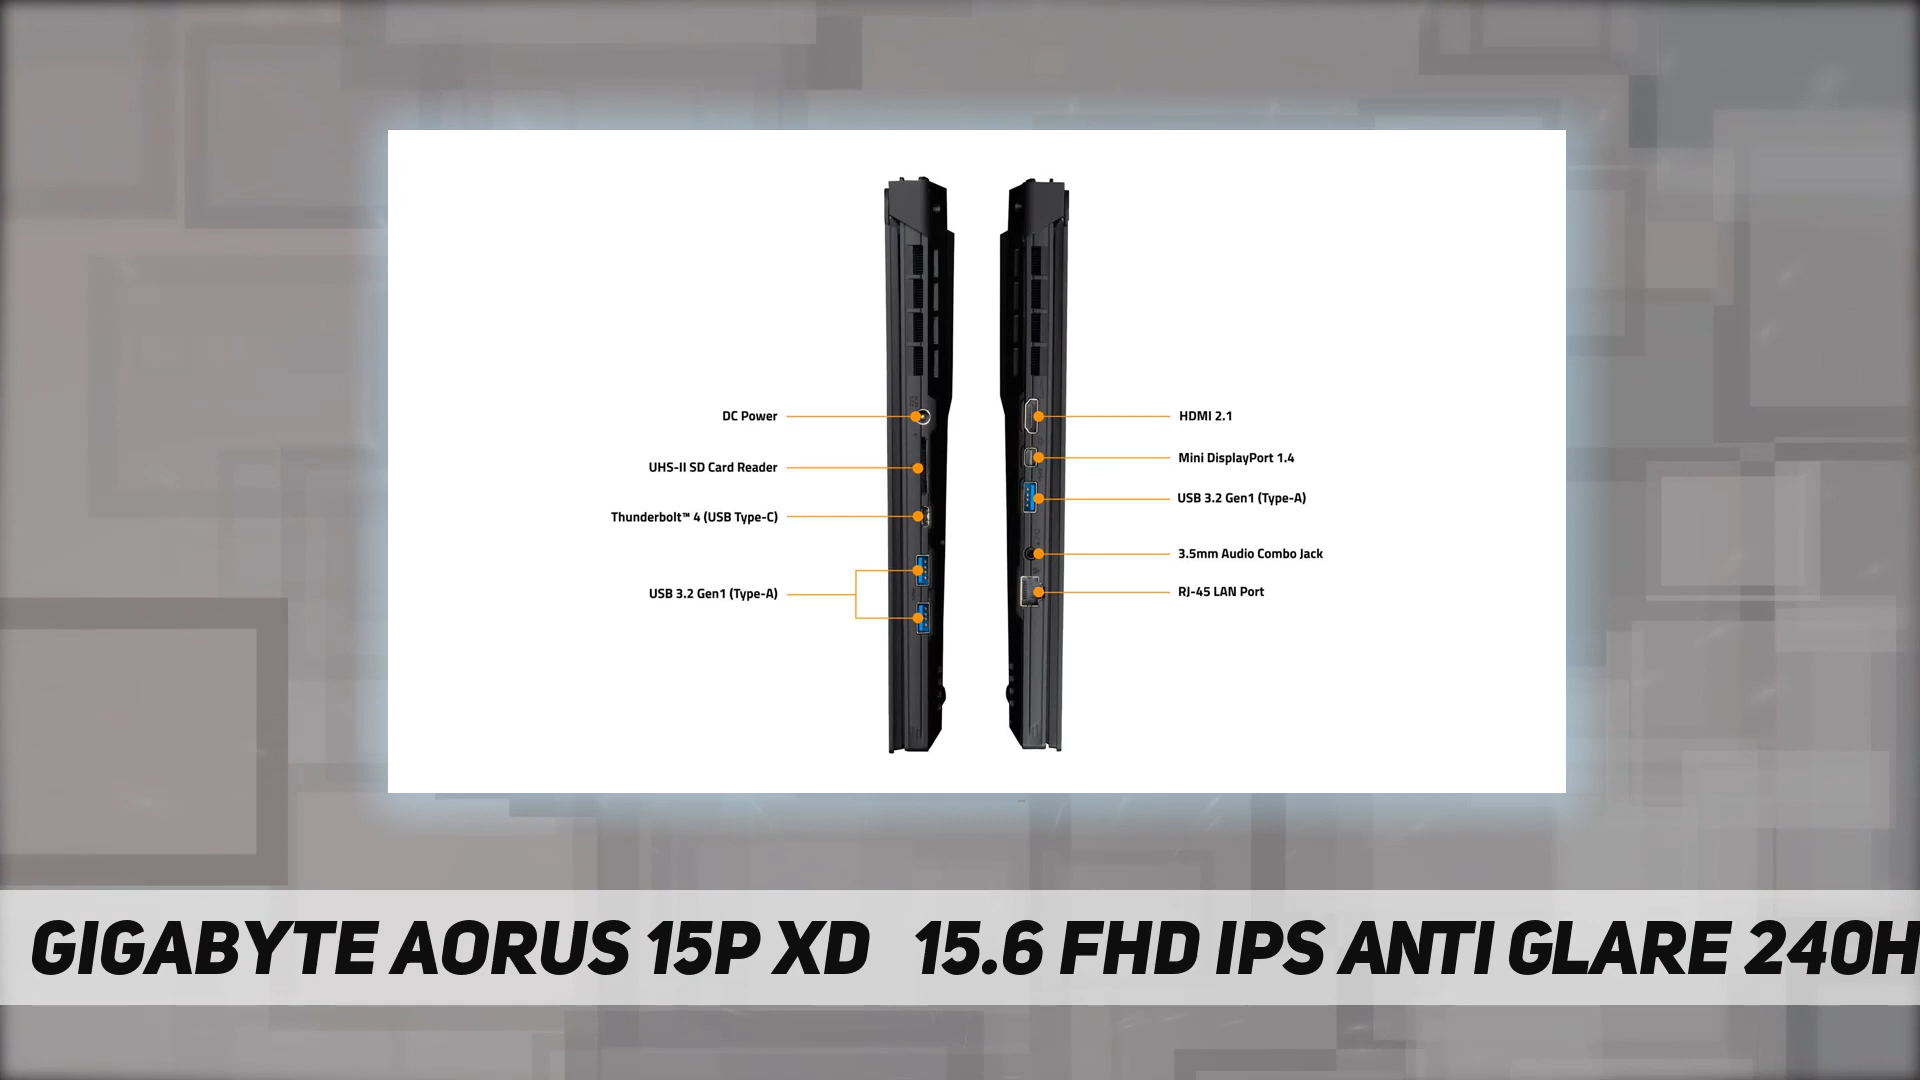 DC Power
UHS-II SD Card Reader
Thunderbolt™ 4 (USB Type-C)
USB 3.2 Gen1 (Type-A)
HDMI 2.1
Mini DisplayPort 1.4
USB 3.2 Gen1 (Type-A)
3.5mm Audio Combo Jack
RJ-45 LAN Port
GIGABYTE AORUS 15P XD 15.6 FHD IPS ANTI GLARE 240H